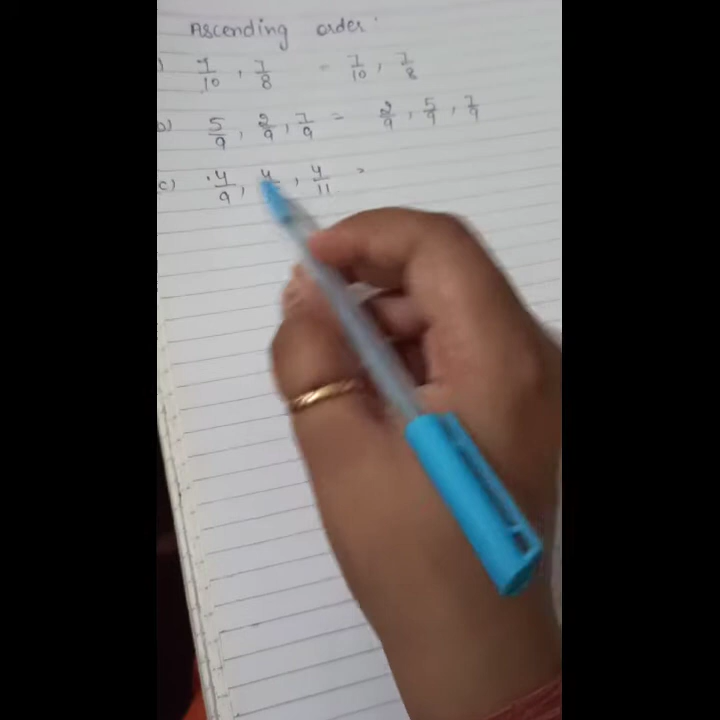 Ascending order
) 7/10, 7/8 = 7/10, 7/8
b) 5/9, 2/9, 7/9 = 2/9, 5/9, 7/9
c) 4/9, 4/, 4/11 =